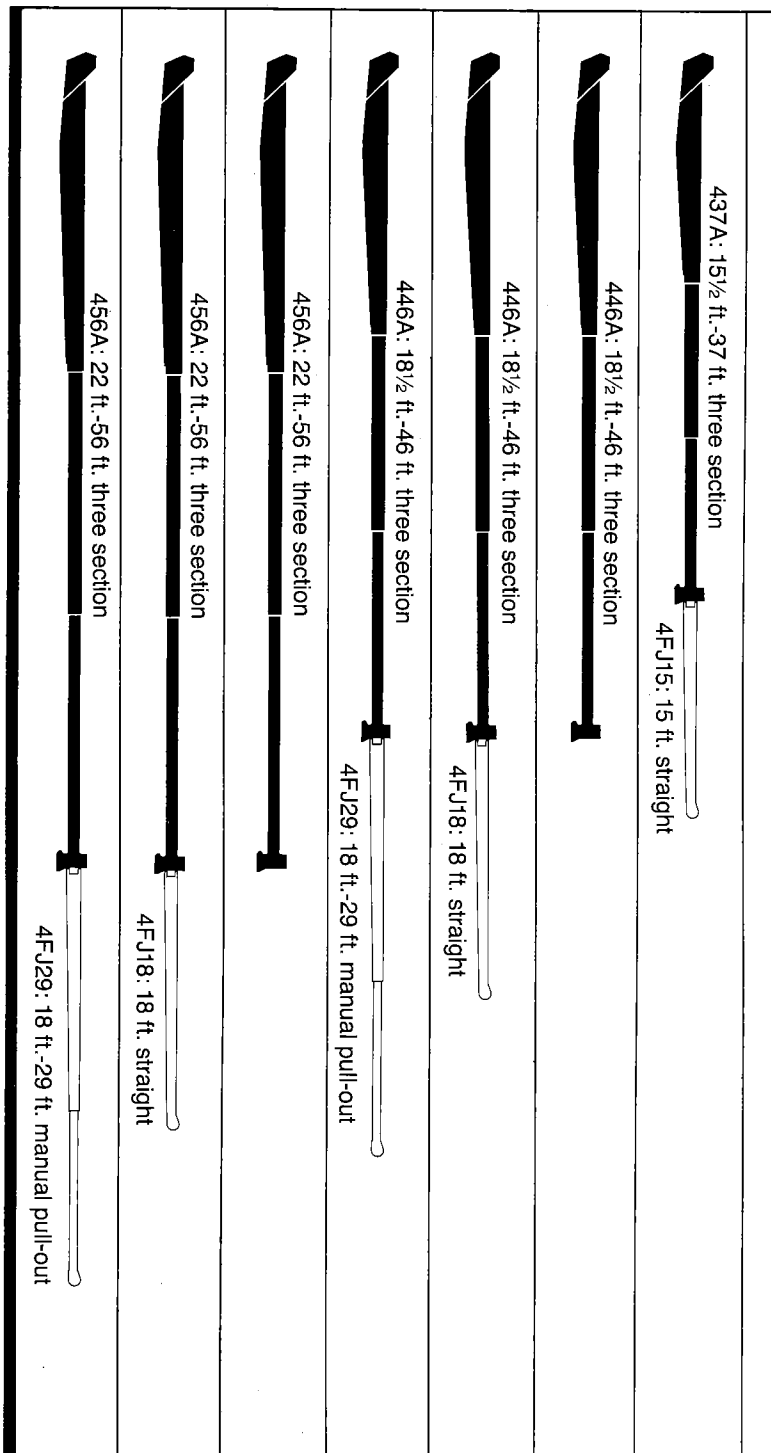 437A: 15½ ft.-37 ft. three section
4FJ15: 15 ft. straight
446A: 18½ ft.-46 ft. three section
446A: 18½ ft.-46 ft. three section
4FJ18: 18 ft. straight
446A: 18½ ft.-46 ft. three section
4FJ29: 18 ft.-29 ft. manual pull-out
456A: 22 ft.-56 ft. three section
456A: 22 ft.-56 ft. three section
4FJ18: 18 ft. straight
456A: 22 ft.-56 ft. three section
4FJ29: 18 ft.-29 ft. manual pull-out